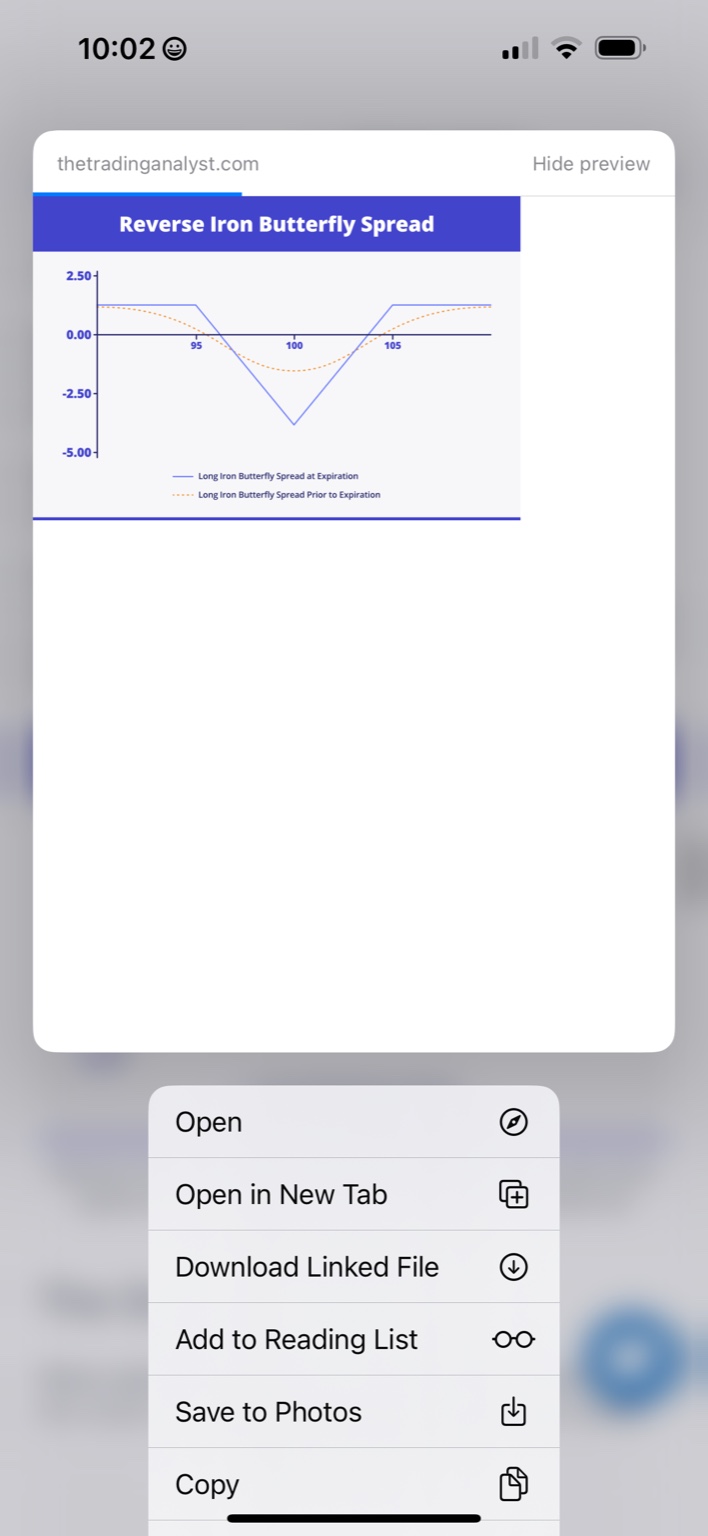 10:02
thetradinganalyst.com Hide preview
Reverse Iron Butterfly Spread
2.50
0.00
95 100 105
-2.50
-5.00
Long Iron Butterfly Spread at Expiration
Long Iron Butterfly Spread Prior to Expiration
Open
Open in New Tab
Download Linked File
Add to Reading List
Save to Photos
Copy